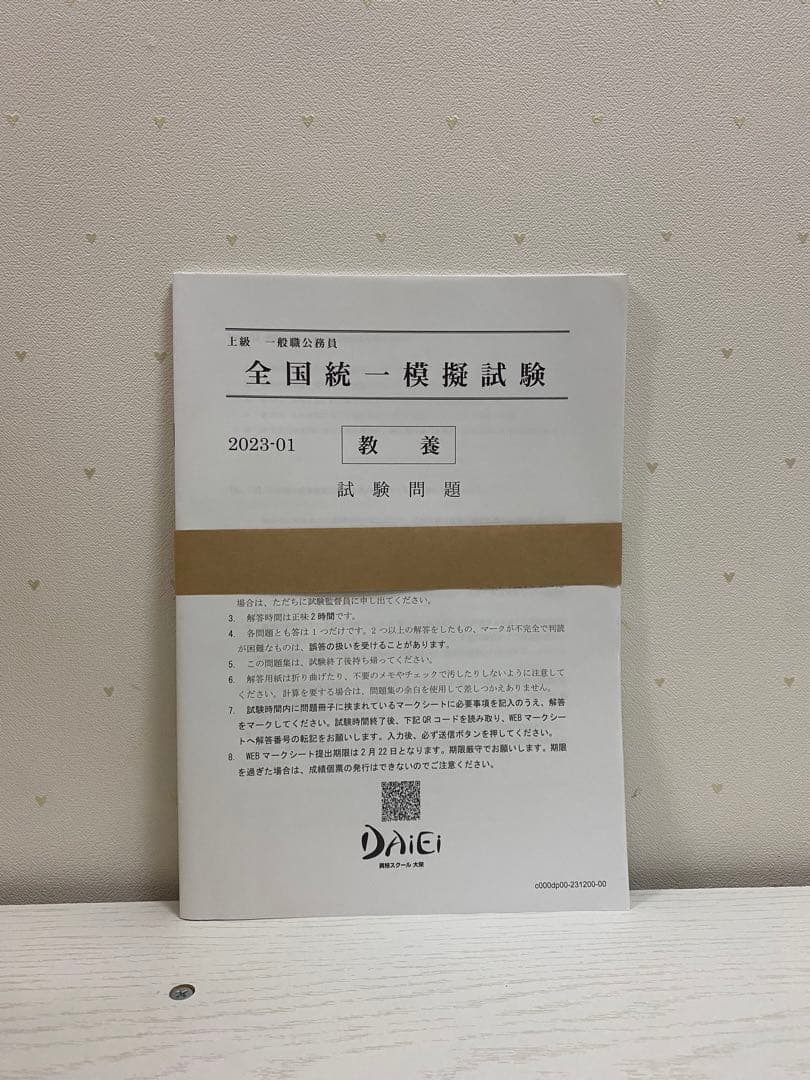 上級　一般職公務員
全国統一模擬試験
2023-01
教　養
試験問題
場合は、ただちに試験監督員に申し出てください。
3. 解答時間は正味2時間です。
4. 各問題とも答は1つだけです。2つ以上の解答をしたもの、マークが不完全で判読
が困難なものは、誤答の扱いを受けることがあります。
5. この問題集は、試験終了後持ち帰ってください。
6. 解答用紙は折り曲げたり、不要のメモやチェックで汚したりしないように注意して
ください。計算を要する場合は、問題集の余白を使用して差しつかえありません。
7. 試験時間内に問題冊子に挟まれているマークシートに必要事項を記入のうえ、解答
をマークしてください。試験時間終了後、下記QRコードを読み取り、WEBマークシー
トへ解答番号の転記をお願いします。入力後、必ず送信ボタンを押してください。
8. WEBマークシート提出期限は2月22日となります。期限厳守でお願いします。期限
を過ぎた場合は、成績個票の発行はできないのでご注意ください。
DAiEi
資格スクール 大栄
c000dp00-231200-00